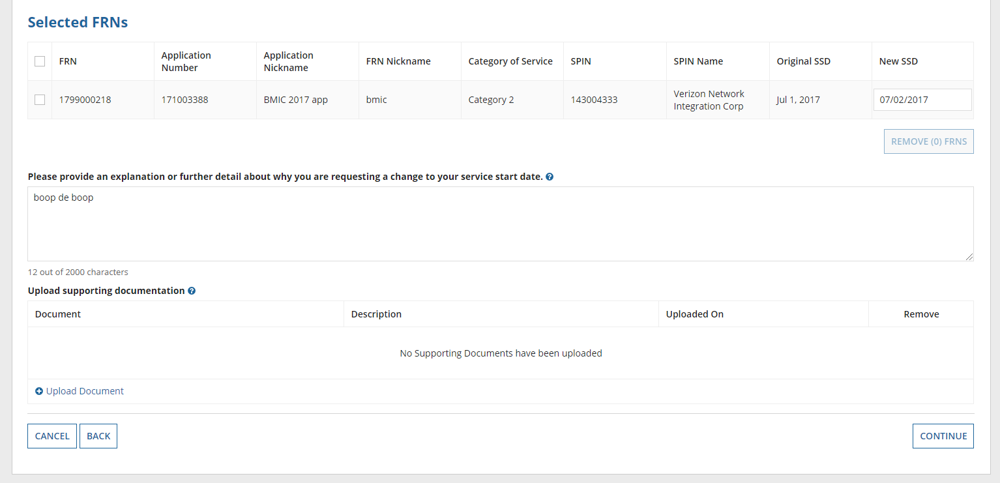 Selected FRNs
FRN
Application Number
Application Nickname
FRN Nickname
Category of Service
SPIN
SPIN Name
Original SSD
New SSD
1799000218
171003388
BMIC 2017 app
bmic
Category 2
143004333
Verizon Network
Integration Corp
Jul 1, 2017
07/02/2017
REMOVE (0) FRNS
Please provide an explanation or further detail about why you are requesting a change to your service start date. ?
boop de boop
12 out of 2000 characters
Upload supporting documentation ?
Document
Description
Uploaded On
Remove
No Supporting Documents have been uploaded
Upload Document
CANCEL
BACK
CONTINUE